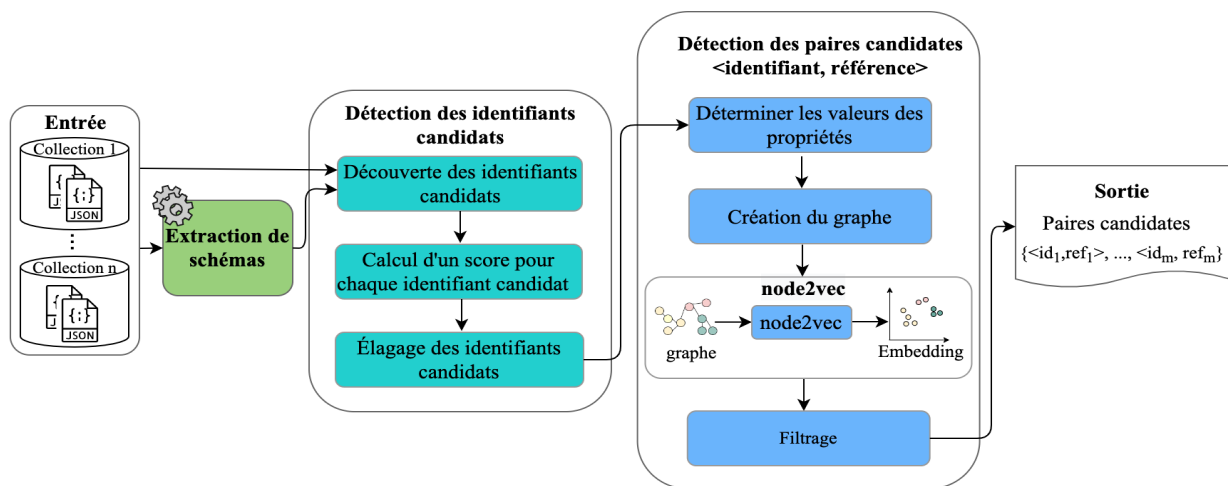 Entrée
Collection 1
{;}
{;}
JSON
⋮
Collection n
{;}
{;}
JSON
Extraction de
schémas
Détection des identifiants
candidats
Découverte des identifiants
candidats
Calcul d'un score pour
chaque identifiant candidat
Élagage des identifiants
candidats
Détection des paires candidates
<identifiant, référence>
Déterminer les valeurs des
propriétés
Création du graphe
node2vec
graphe
node2vec
Embedding
Filtrage
Sortie
Paires candidates
{<id₁,ref₁>, ..., <idₘ, refₘ>}